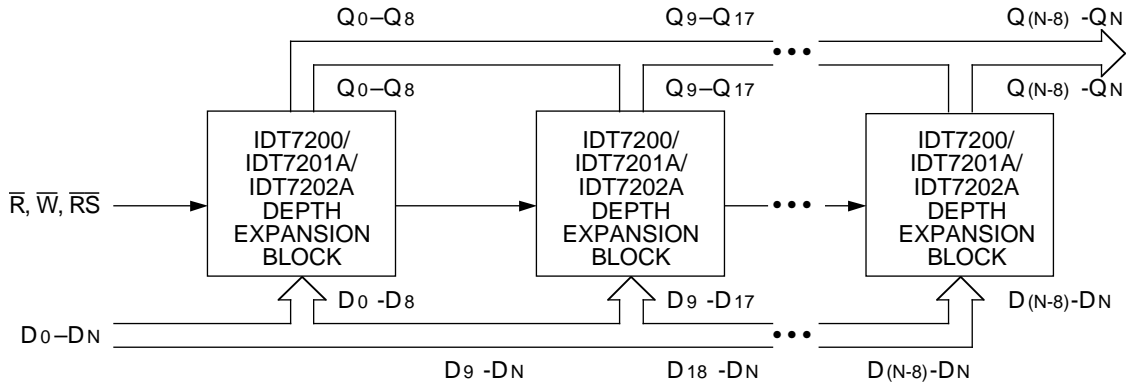 Q0–Q8 Q9–Q17 Q(N-8) -QN
•••
Q0–Q8 Q9–Q17 Q(N-8) -QN
IDT7200/
IDT7201A/
IDT7202A
DEPTH
EXPANSION
BLOCK
IDT7200/
IDT7201A/
IDT7202A
DEPTH
EXPANSION
BLOCK
IDT7200/
IDT7201A/
IDT7202A
DEPTH
EXPANSION
BLOCK
R̅, W̅, R̅S̅
•••
D0 -D8 D9 -D17 D(N-8)-DN
D0–DN
•••
D9 -DN D18 -DN D(N-8)-DN